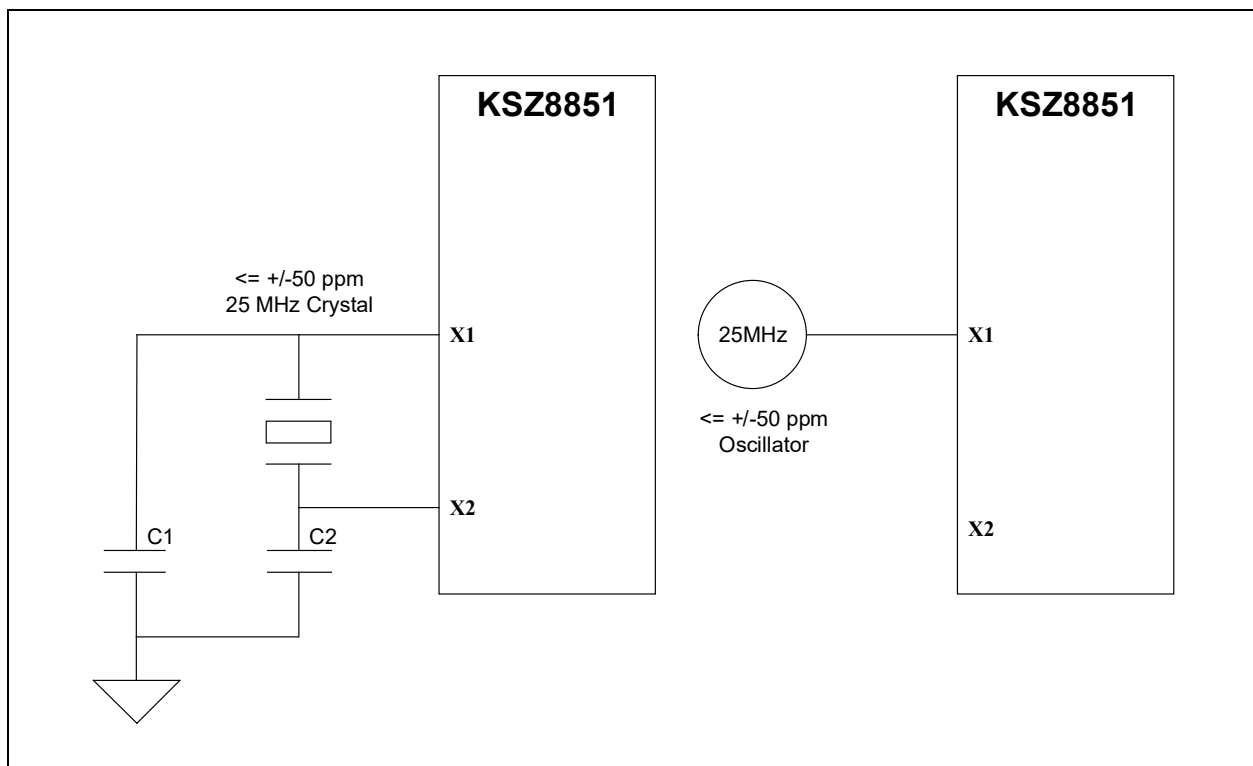 KSZ8851
<= +/-50 ppm
25 MHz Crystal
X1
X2
C1
C2
KSZ8851
25MHz
X1
<= +/-50 ppm
Oscillator
X2